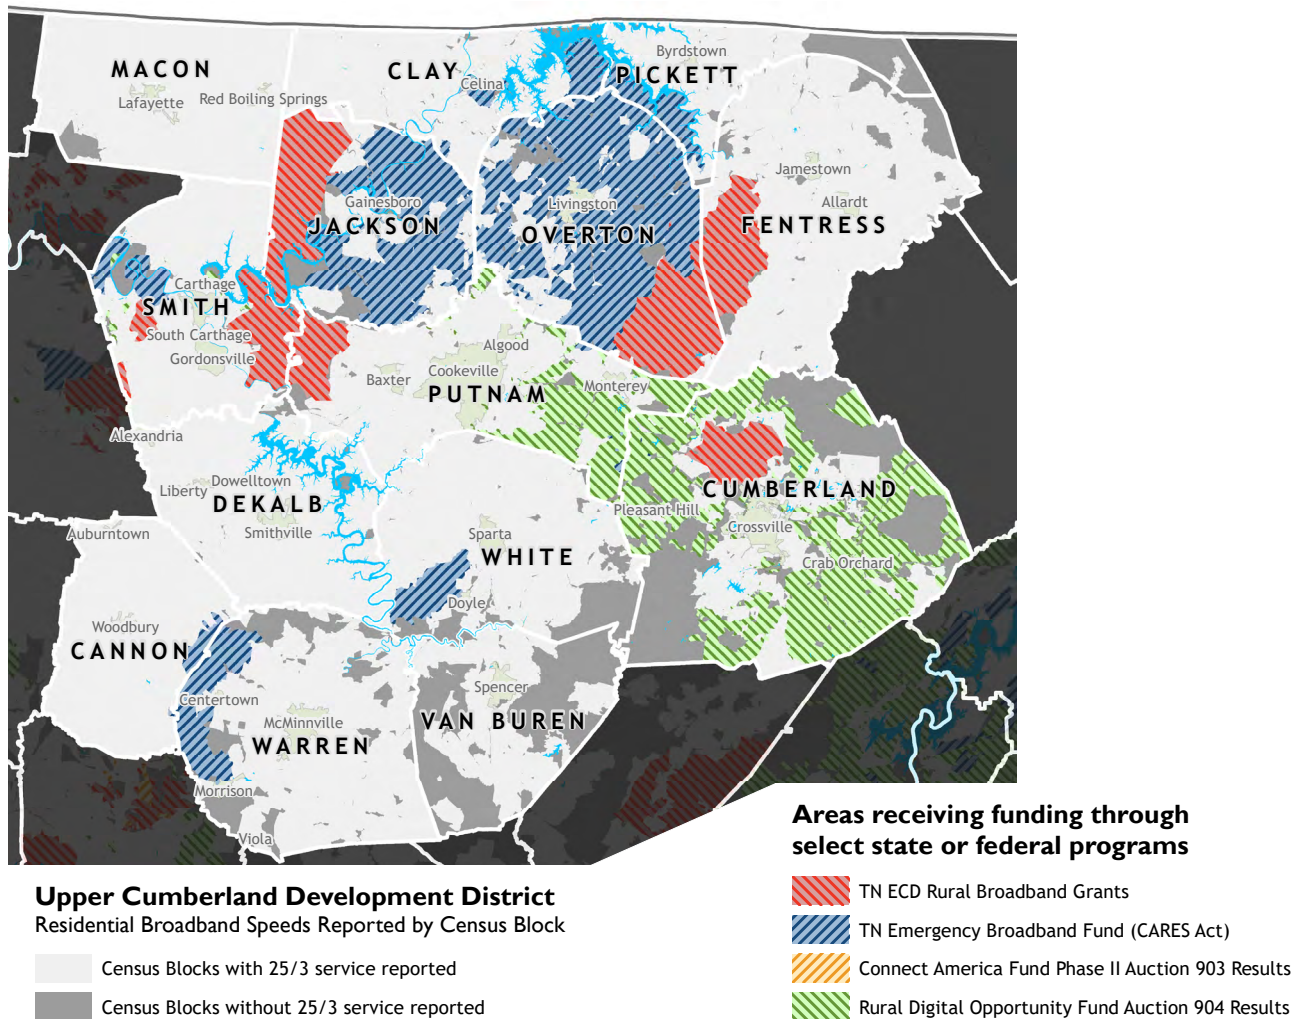 Byrdstown
MACON
CLAY
PICKETT
Celina
Lafayette
Red Boiling Springs
Jamestown
Gainesboro
Livingston
Allardt
JACKSON
OVERTON
FENTRESS
Carthage
SMITH
South Carthage
Gordonsville
Algood
Cookeville
Baxter
Monterey
PUTNAM
Alexandria
Dowelltown
Liberty
DEKALB
CUMBERLAND
Pleasant Hill
Crossville
Smithville
Auburntown
Sparta
WHITE
Crab Orchard
Doyle
Woodbury
CANNON
Spencer
Centertown
McMinnville
VAN BUREN
WARREN
Morrison
Viola
Areas receiving funding through
select state or federal programs
TN ECD Rural Broadband Grants
TN Emergency Broadband Fund (CARES Act)
Connect America Fund Phase II Auction 903 Results
Rural Digital Opportunity Fund Auction 904 Results
Upper Cumberland Development District
Residential Broadband Speeds Reported by Census Block
Census Blocks with 25/3 service reported
Census Blocks without 25/3 service reported